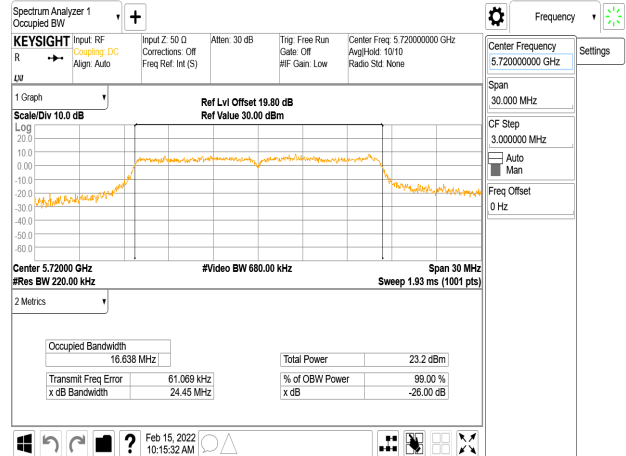 Spectrum Analyzer 1
Occupied BW
Frequency
KEYSIGHT
R
LXI
Input: RF
Coupling: DC
Align: Auto
Input Z: 50 Ω
Corrections: Off
Freq Ref: Int (S)
Atten: 30 dB
Trig: Free Run
Gate: Off
#IF Gain: Low
Center Freq: 5.720000000 GHz
Avg|Hold: 10/10
Radio Std: None
Center Frequency
5.720000000 GHz
Settings
Span
30.000 MHz
CF Step
3.000000 MHz
Auto
Man
Freq Offset
0 Hz
1 Graph
Scale/Div 10.0 dB
Ref Lvl Offset 19.80 dB
Ref Value 30.00 dBm
Log
20.0
10.0
0.00
-10.0
-20.0
-30.0
-40.0
-50.0
-60.0
Center 5.72000 GHz
#Res BW 220.00 kHz
#Video BW 680.00 kHz
Span 30 MHz
Sweep 1.93 ms (1001 pts)
2 Metrics
Occupied Bandwidth
16.638 MHz
Total Power 23.2 dBm
Transmit Freq Error 61.069 kHz
% of OBW Power 99.00 %
x dB Bandwidth 24.45 MHz
x dB -26.00 dB
?
Feb 15, 2022
10:15:32 AM